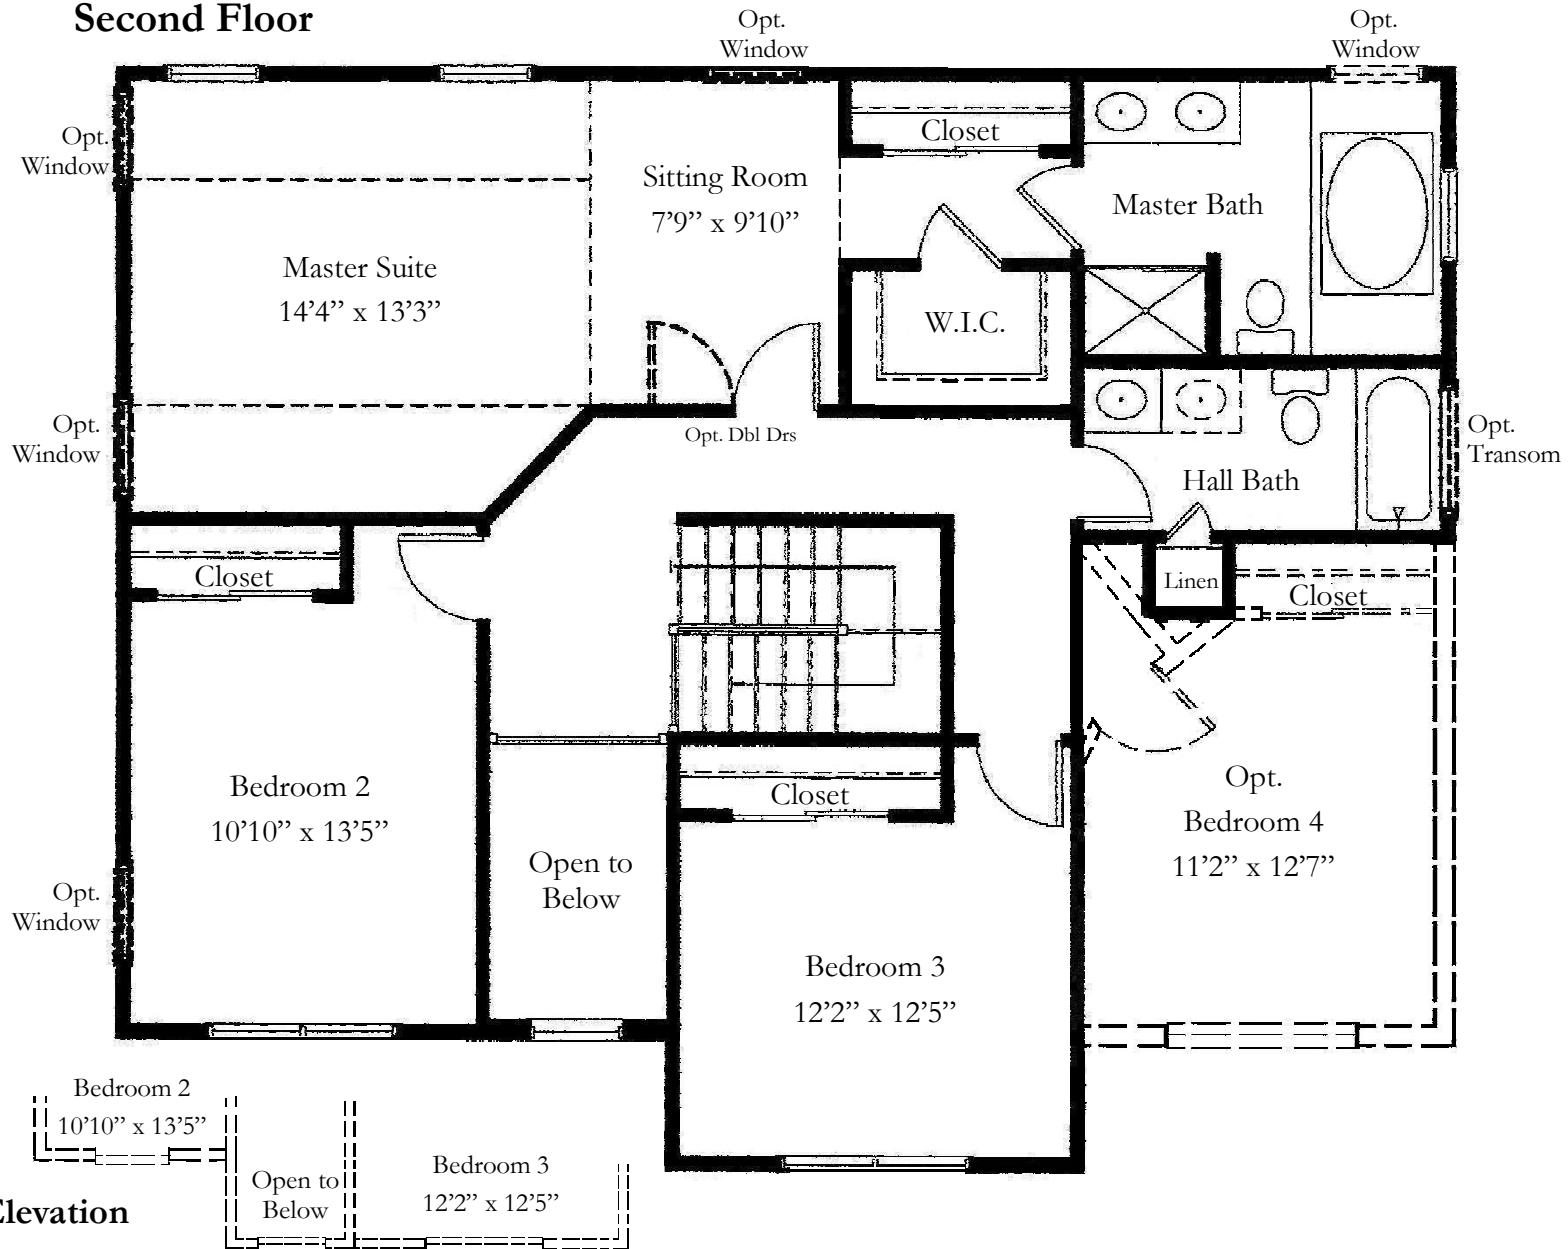 Second Floor
Opt.
Window
Opt.
Window
Opt.
Window
Closet
Sitting Room
7’9” x 9’10”
Master Bath
Master Suite
14’4” x 13’3”
W.I.C.
Opt.
Window
Opt. Dbl Drs
Opt.
Transom
Hall Bath
Closet
Linen
Closet
Bedroom 2
10’10” x 13’5”
Closet
Opt.
Bedroom 4
11’2” x 12’7”
Open to
Below
Opt.
Window
Bedroom 3
12’2” x 12’5”
Bedroom 2
10’10” x 13’5”
Open to
Below
Bedroom 3
12’2” x 12’5”
Elevation